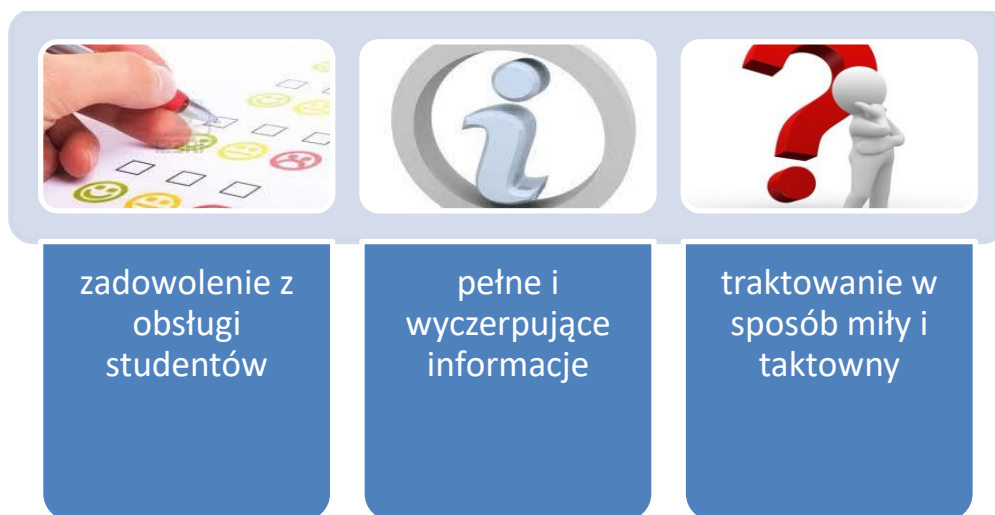 zadowolenie z
obsługi
studentów
pełne i
wyczerpujące
informacje
traktowanie w
sposób miły i
taktowny